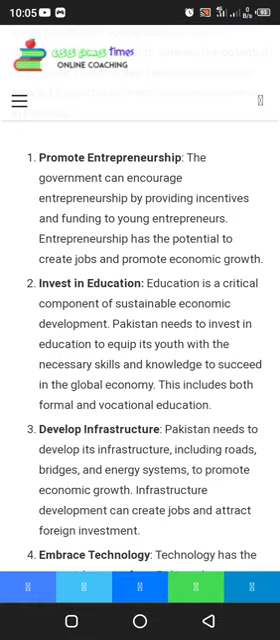 10:05
4G
0
B/s
93
Times
ONLINE COACHING
1. Promote Entrepreneurship: The
government can encourage
entrepreneurship by providing incentives
and funding to young entrepreneurs.
Entrepreneurship has the potential to
create jobs and promote economic growth.
2. Invest in Education: Education is a critical
component of sustainable economic
development. Pakistan needs to invest in
education to equip its youth with the
necessary skills and knowledge to succeed
in the global economy. This includes both
formal and vocational education.
3. Develop Infrastructure: Pakistan needs to
develop its infrastructure, including roads,
bridges, and energy systems, to promote
economic growth. Infrastructure
development can create jobs and attract
foreign investment.
4. Embrace Technology: Technology has the